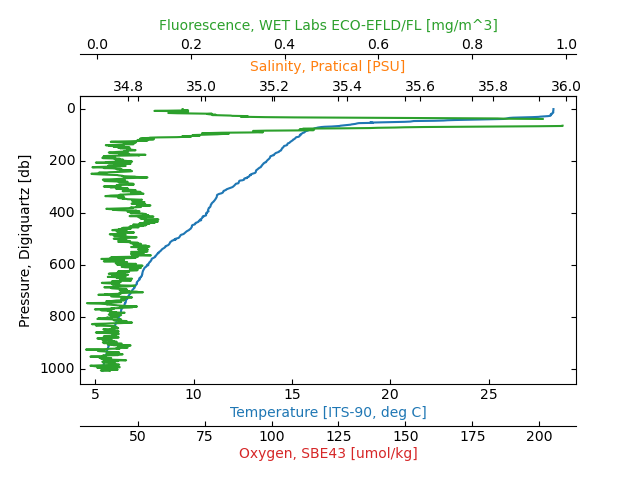 Fluorescence, WET Labs ECO-EFLD/FL [mg/m^3]
0.0 0.2 0.4 0.6 0.8 1.0
Salinity, Pratical [PSU]
34.8 35.0 35.2 35.4 35.6 35.8 36.0
0
200
400
600
800
1000
Pressure, Digiquartz [db]
5 10 15 20 25
Temperature [ITS-90, deg C]
50 75 100 125 150 175 200
Oxygen, SBE43 [umol/kg]